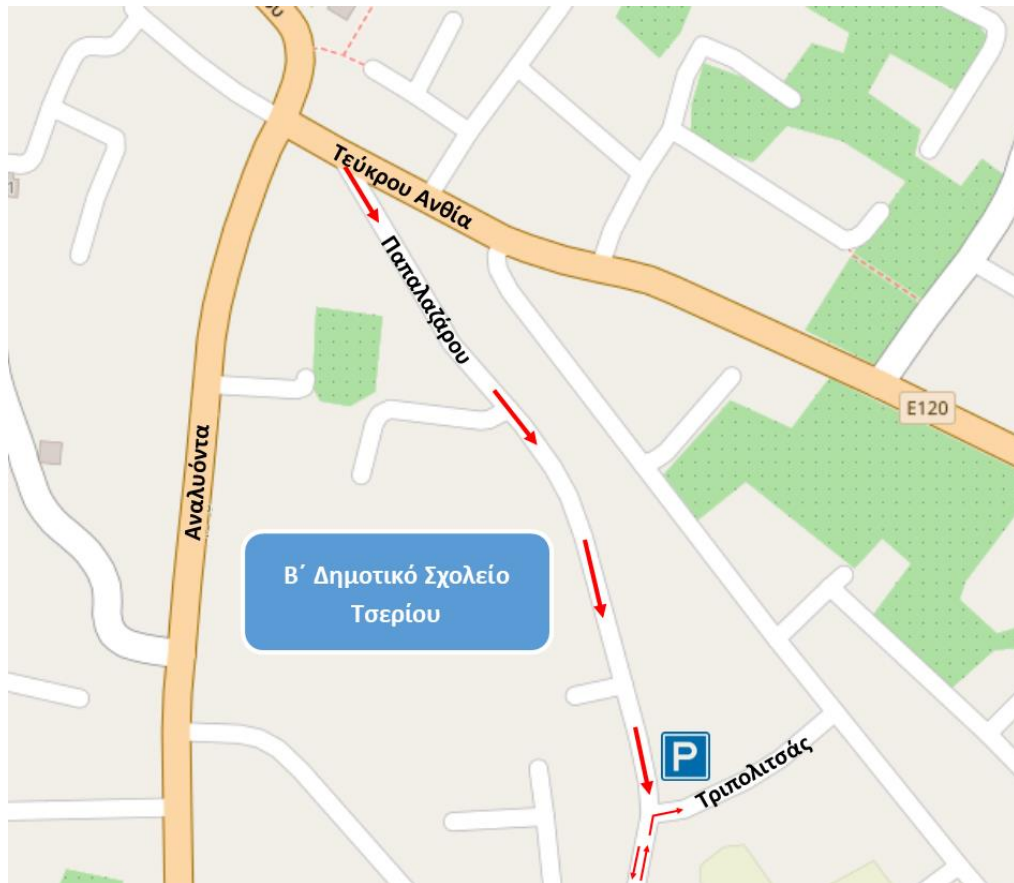 Τεύκρου Ανθία
Παπαλαζάρου
E120
Αναλυόντα
Β΄ Δημοτικό Σχολείο
Τσερίου
P
Τριπολιτσάς